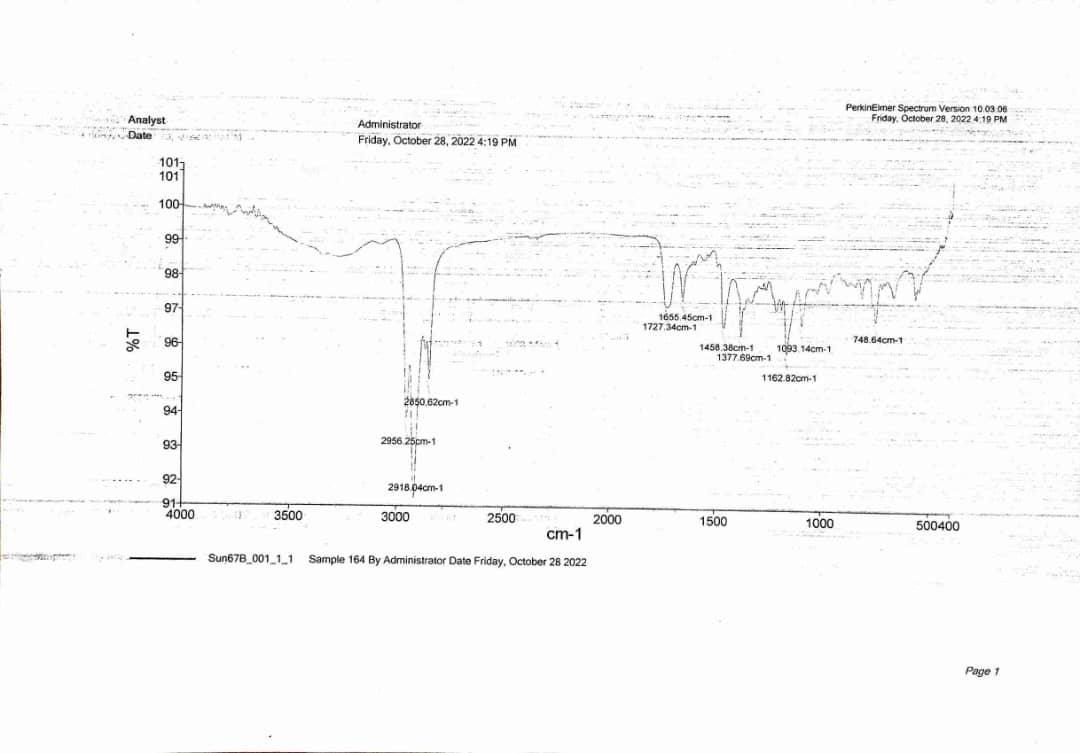 PerkinElmer Spectrum Version 10.03.06
Friday, October 28, 2022 4:19 PM
Analyst Administrator
Date Friday, October 28, 2022 4:19 PM
101
101
100
99
98
97
96
95
94
93
92
91
%T
4000 3500 3000 2500 2000 1500 1000 500400
cm-1
1655.45cm-1
1727.34cm-1
1458.38cm-1
1377.69cm-1
1093.14cm-1
748.64cm-1
1162.82cm-1
2850.62cm-1
2956.25cm-1
2918.04cm-1
Sun67B_001_1_1 Sample 164 By Administrator Date Friday, October 28 2022
Page 1